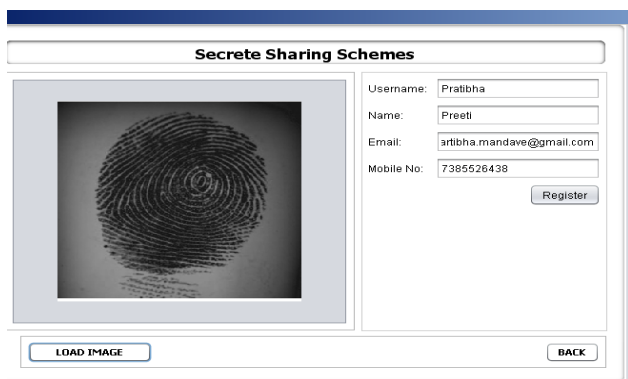 Secrete Sharing Schemes
Username: Pratibha
Name: Preeti
Email: artibha.mandave@gmail.com
Mobile No: 7385526438
Register
LOAD IMAGE
BACK